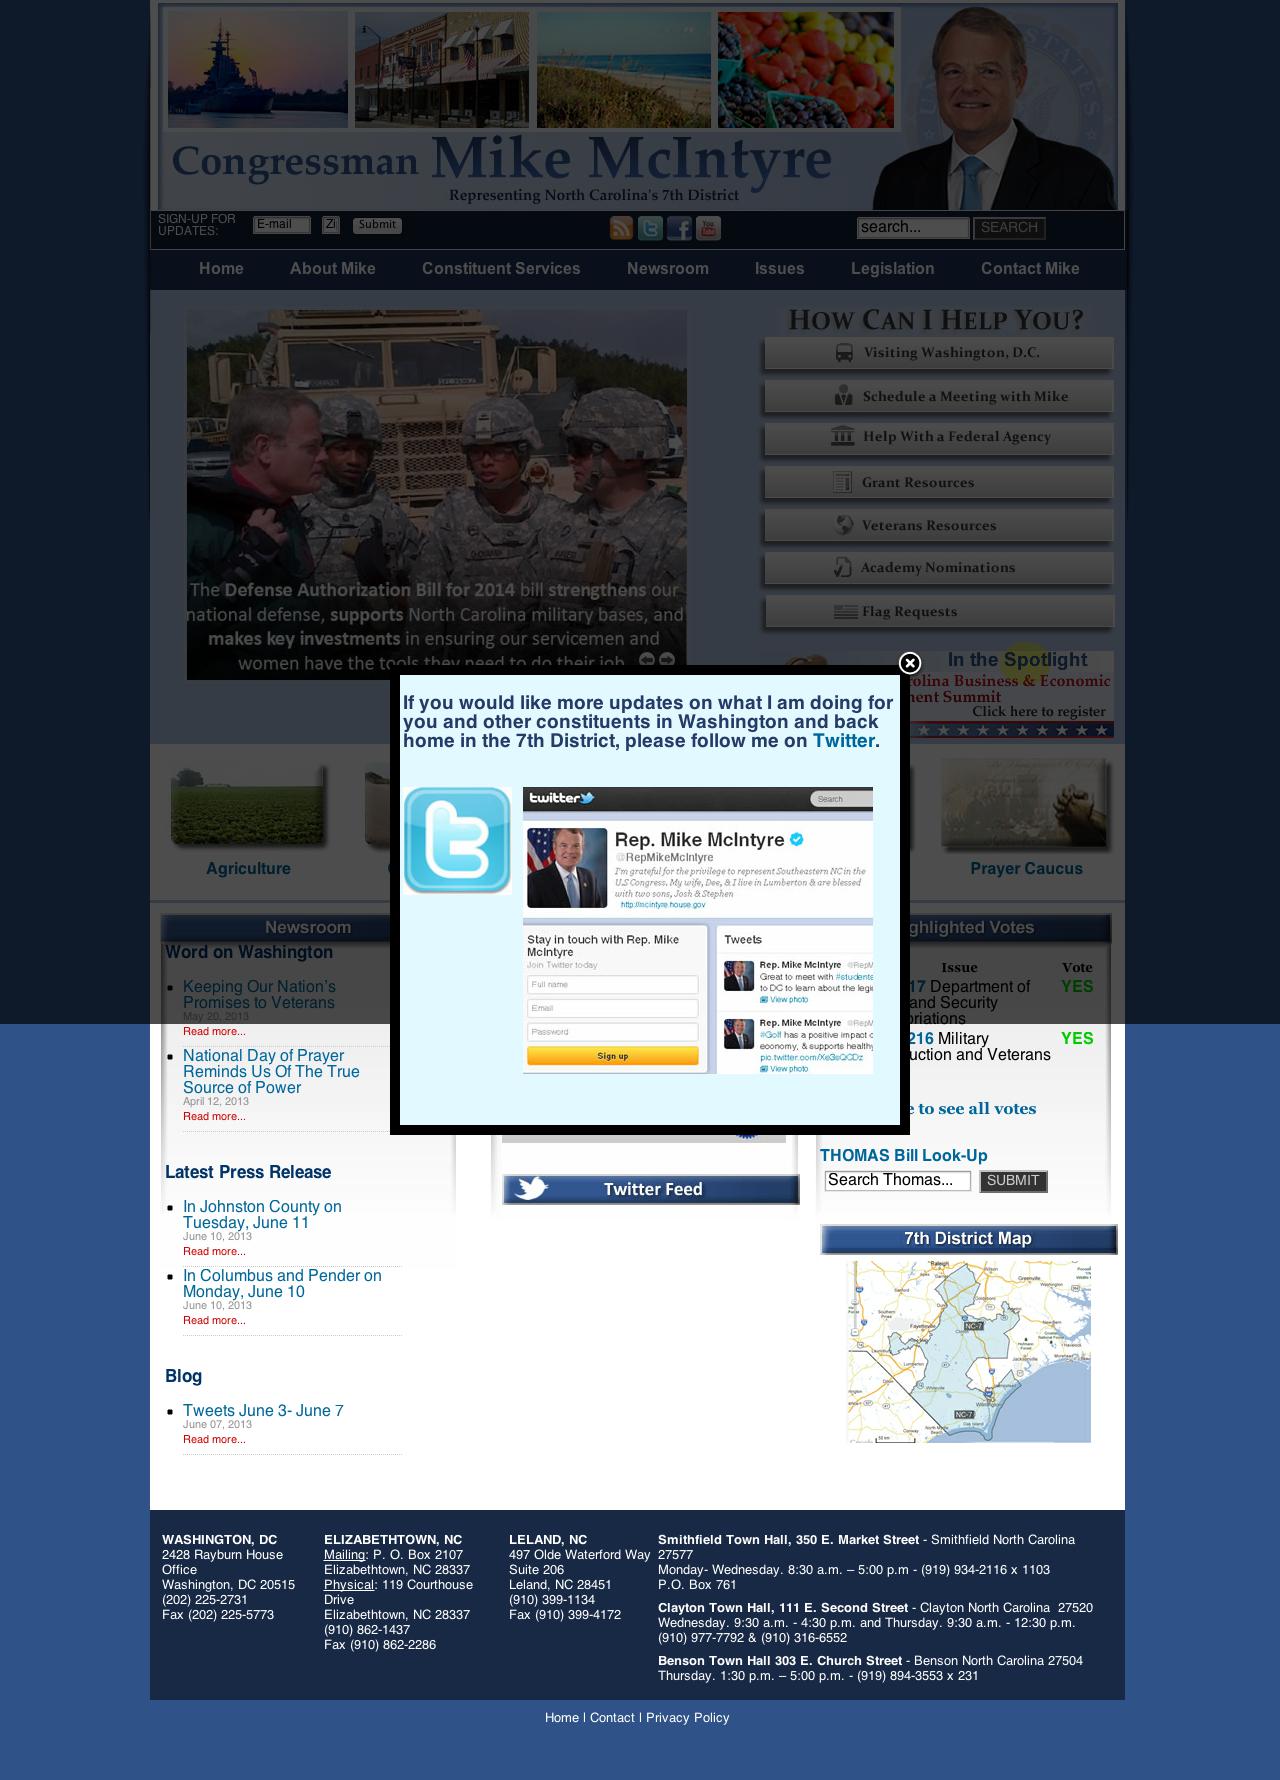 Congressman Mike McIntyre
Representing North Carolina's 7th District
SIGN-UP FOR
UPDATES:
E-mail
Zi
Submit
search...
SEARCH
Home
About Mike
Constituent Services
Newsroom
Issues
Legislation
Contact Mike
The Defense Authorization Bill for 2014 bill strengthens our
national defense, supports North Carolina military bases, and
makes key investments in ensuring our servicemen and
women have the tools they need to do their job.
How Can I Help You?
Visiting Washington, D.C.
Schedule a Meeting with Mike
Help With a Federal Agency
Grant Resources
Veterans Resources
Academy Nominations
Flag Requests
In the Spotlight
Business & Economic
Summit
Click here to register
If you would like more updates on what I am doing for
you and other constituents in Washington and back
home in the 7th District, please follow me on Twitter.
twitter
Search
Rep. Mike McIntyre
@RepMikeMcIntyre
I'm grateful for the privilege to represent Southeastern NC in the
U.S Congress. My wife, Dee, & I live in Lumberton & are blessed
with two sons, Josh & Stephen
http://mcintyre.house.gov
Stay in touch with Rep. Mike
McIntyre
Join Twitter today
Full name
Email
Password
Sign up
Tweets
Rep. Mike McIntyre @RepM
Great to meet with #students
to DC to learn about the legi
View photo
Rep. Mike McIntyre @RepM
#Golf has a positive impact o
economy, & supports healthy
pic.twitter.com/XeGeQCDz
View photo
Agriculture
Prayer Caucus
Newsroom
Word on Washington
Keeping Our Nation's
Promises to Veterans
May 20, 2013
Read more...
National Day of Prayer
Reminds Us Of The True
Source of Power
April 12, 2013
Read more...
Latest Press Release
In Johnston County on
Tuesday, June 11
June 10, 2013
Read more...
In Columbus and Pender on
Monday, June 10
June 10, 2013
Read more...
Blog
Tweets June 3- June 7
June 07, 2013
Read more...
Twitter Feed
ghlighted Votes
Issue
Vote
17 Department of
YES
and Security
oriations
216 Military
YES
uction and Veterans
e to see all votes
THOMAS Bill Look-Up
Search Thomas...
SUBMIT
7th District Map
Raleigh
Greenville
Fayetteville
Lumberton
Jacksonville
Wilmington
NC-7
NC-7
WASHINGTON, DC
2428 Rayburn House
Office
Washington, DC 20515
(202) 225-2731
Fax (202) 225-5773
ELIZABETHTOWN, NC
Mailing: P. O. Box 2107
Elizabethtown, NC 28337
Physical: 119 Courthouse
Drive
Elizabethtown, NC 28337
(910) 862-1437
Fax (910) 862-2286
LELAND, NC
497 Olde Waterford Way
Suite 206
Leland, NC 28451
(910) 399-1134
Fax (910) 399-4172
Smithfield Town Hall, 350 E. Market Street - Smithfield North Carolina
27577
Monday- Wednesday. 8:30 a.m. – 5:00 p.m - (919) 934-2116 x 1103
P.O. Box 761
Clayton Town Hall, 111 E. Second Street - Clayton North Carolina 27520
Wednesday. 9:30 a.m. - 4:30 p.m. and Thursday. 9:30 a.m. - 12:30 p.m.
(910) 977-7792 & (910) 316-6552
Benson Town Hall 303 E. Church Street - Benson North Carolina 27504
Thursday. 1:30 p.m. – 5:00 p.m. - (919) 894-3553 x 231
Home | Contact | Privacy Policy